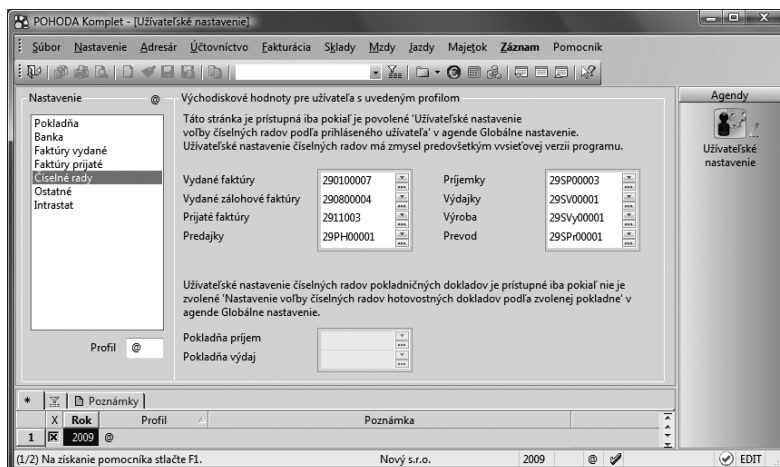 POHODA Komplet - [Užívateľské nastavenie]
Súbor Nastavenie Adresár Účtovníctvo Fakturácia Sklady Mzdy Jazdy Majetok Záznam Pomocník
Nastavenie @
Pokladňa
Banka
Faktúry vydané
Faktúry prijaté
Číselné rady
Ostatné
Intrastat
Profil @
Východiskové hodnoty pre užívateľa s uvedeným profilom
Táto stránka je prístupná iba pokiaľ je povolené 'Užívateľské nastavenie
voľby číselných radov podľa prihláseného užívateľa' v agende Globálne nastavenie.
Užívateľské nastavenie číselných radov má zmysel predovšetkým vvsieťovej verzii programu.
Vydané faktúry 290100007 Príjemky 29SP00003
Vydané zálohové faktúry 290800004 Výdajky 29SV00001
Prijaté faktúry 2911003 Výroba 29SVy00001
Predajky 29PH00001 Prevod 29SPr00001
Užívateľské nastavenie číselných radov pokladničných dokladov je prístupné iba pokiaľ nie je
zvolené 'Nastavenie voľby číselných radov hotovostných dokladov podľa zvolenej pokladne' v
agende Globálne nastavenie.
Pokladňa príjem
Pokladňa výdaj
Agendy
Užívateľské
nastavenie
* Poznámky
X Rok Profil Poznámka
1 2009 @
(1/2) Na získanie pomocníka stlačte F1. Nový s.r.o. 2009 @ EDIT